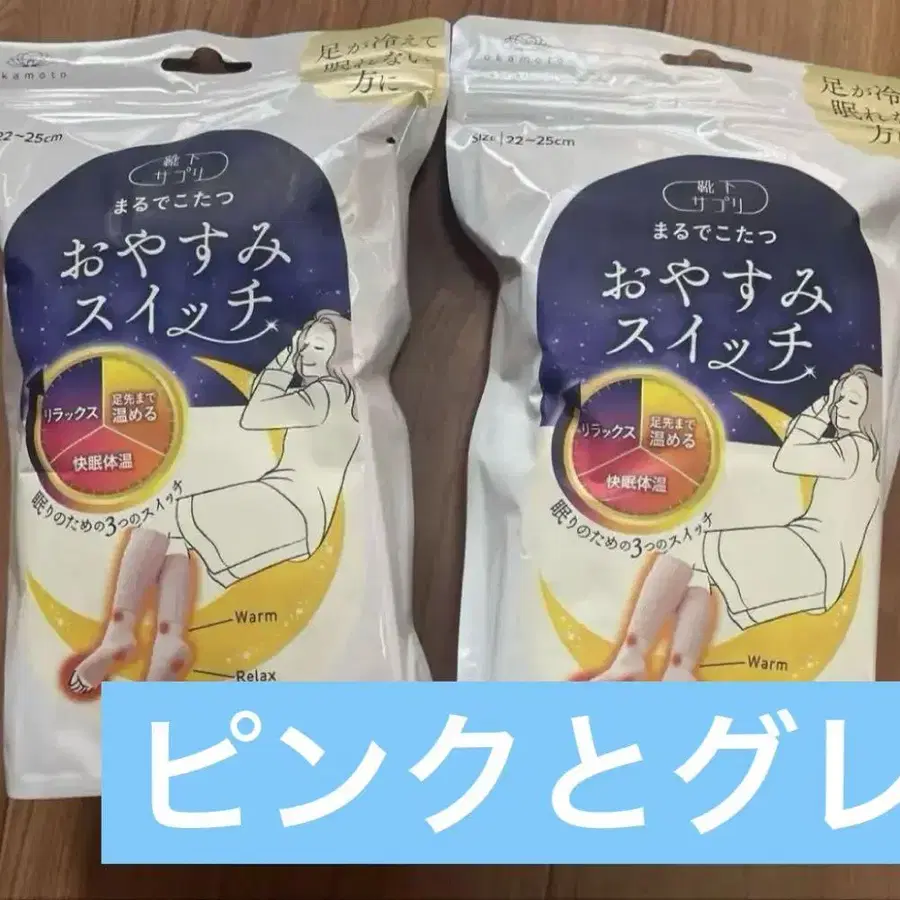 okamoto
足が冷えて
眠れない
方に
22~25cm
靴下
サプリ
まるでこたつ
おやすみ
スイッチ
リラックス
足先まで
温める
快眠体温
眠りのための3つのスイッチ
Warm
Relax
okamoto
足が冷
眠れな
方に
Size | 22~25cm
靴下
サプリ
まるでこたつ
おやすみ
スイッチ
リラックス
足先まで
温める
快眠体温
眠りのための3つのスイッチ
Warm
ピンクとグレ